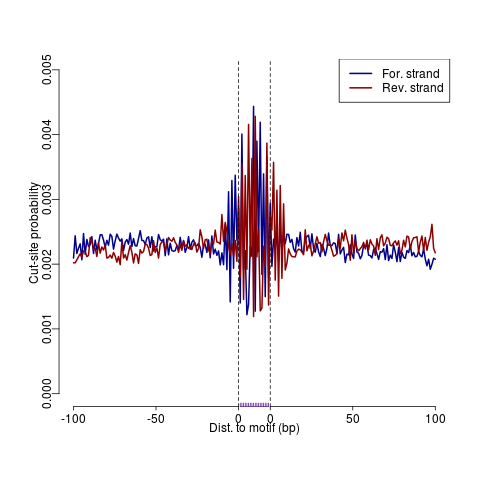 For. strand
Rev. strand
Cut-site probability
0.005
0.004
0.003
0.002
0.001
0.000
-100 -50 0 0 50 100
Dist. to motif (bp)